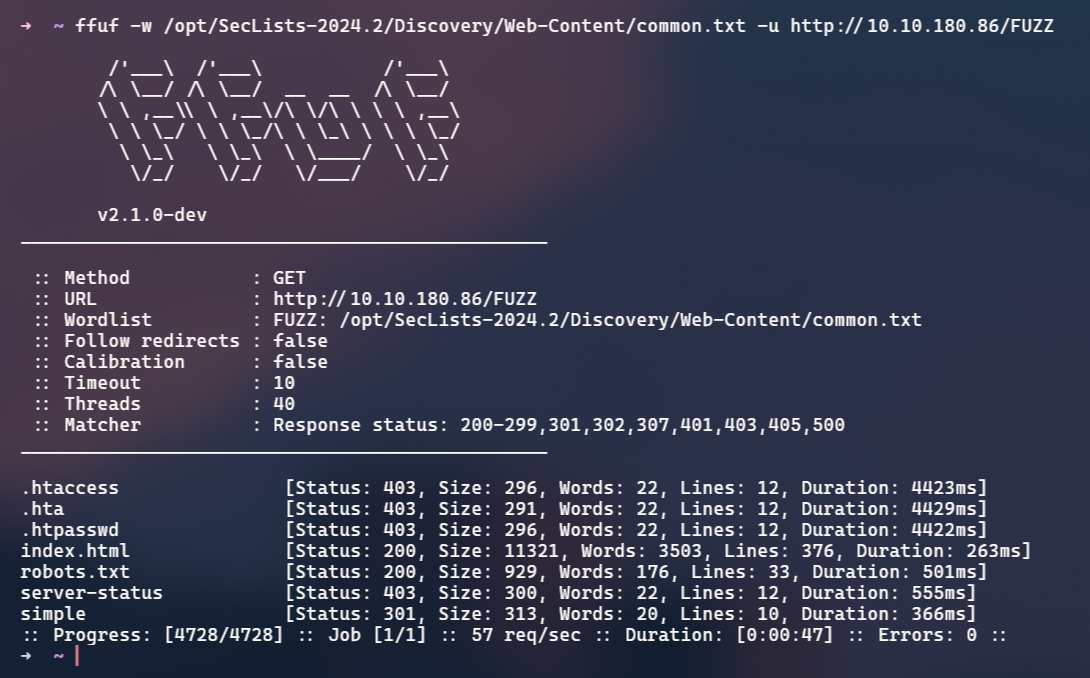 →  ~ ffuf -w /opt/SecLists-2024.2/Discovery/Web-Content/common.txt -u http://10.10.180.86/FUZZ

        /'___\  /'___\           /'___\
       /\ \__/ /\ \__/  __  __  /\ \__/
       \ \ ,__\\ \ ,__\/\ \/\ \ \ \ ,__\
        \ \ \_/ \ \ \_/\ \ \_\ \ \ \ \_/
         \ \_\   \ \_\  \ \____/  \ \_\
          \/_/    \/_/   \/___/    \/_/

       v2.1.0-dev
________________________________________________

 :: Method           : GET
 :: URL              : http://10.10.180.86/FUZZ
 :: Wordlist         : FUZZ: /opt/SecLists-2024.2/Discovery/Web-Content/common.txt
 :: Follow redirects : false
 :: Calibration      : false
 :: Timeout          : 10
 :: Threads          : 40
 :: Matcher          : Response status: 200-299,301,302,307,401,403,405,500
________________________________________________

.htaccess               [Status: 403, Size: 296, Words: 22, Lines: 12, Duration: 4423ms]
.hta                    [Status: 403, Size: 291, Words: 22, Lines: 12, Duration: 4429ms]
.htpasswd               [Status: 403, Size: 296, Words: 22, Lines: 12, Duration: 4422ms]
index.html              [Status: 200, Size: 11321, Words: 3503, Lines: 376, Duration: 263ms]
robots.txt              [Status: 200, Size: 929, Words: 176, Lines: 33, Duration: 501ms]
server-status           [Status: 403, Size: 300, Words: 22, Lines: 12, Duration: 555ms]
simple                  [Status: 301, Size: 313, Words: 20, Lines: 10, Duration: 366ms]
:: Progress: [4728/4728] :: Job [1/1] :: 57 req/sec :: Duration: [0:00:47] :: Errors: 0 ::
→  ~